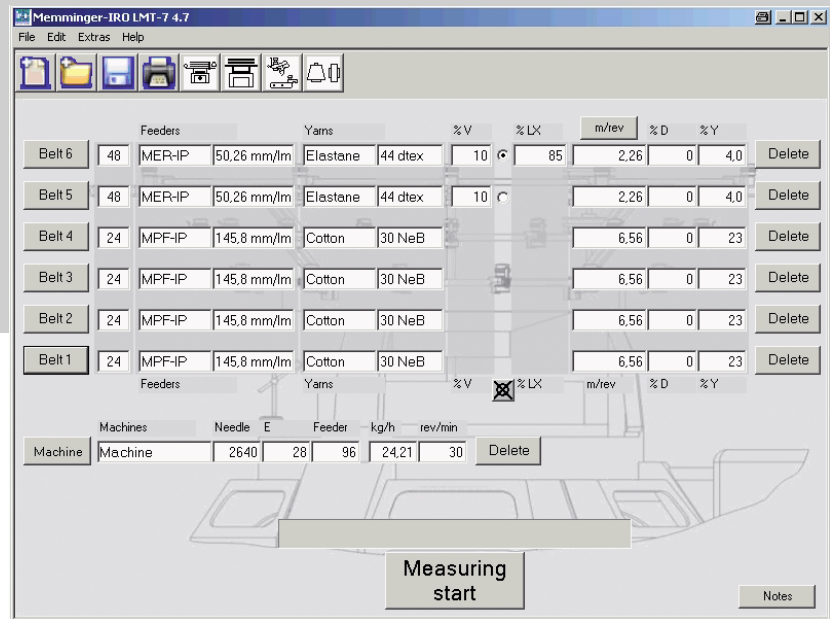 Memminger-IRO LMT-7 4.7
File Edit Extras Help
Feeders Yarns %V %LX m/rev %D %Y
Belt 6 48 MER-IP 50,26 mm/lm Elastane 44 dtex 10 85 2,26 0 4,0 Delete
Belt 5 48 MER-IP 50,26 mm/lm Elastane 44 dtex 10 2,26 0 4,0 Delete
Belt 4 24 MPF-IP 145,8 mm/lm Cotton 30 NeB 6,56 0 23 Delete
Belt 3 24 MPF-IP 145,8 mm/lm Cotton 30 NeB 6,56 0 23 Delete
Belt 2 24 MPF-IP 145,8 mm/lm Cotton 30 NeB 6,56 0 23 Delete
Belt 1 24 MPF-IP 145,8 mm/lm Cotton 30 NeB 6,56 0 23 Delete
Feeders Yarns %V %LX m/rev %D %Y
Machines Needle E Feeder kg/h rev/min
Machine Machine 2640 28 96 24,21 30 Delete
Measuring
start
Notes